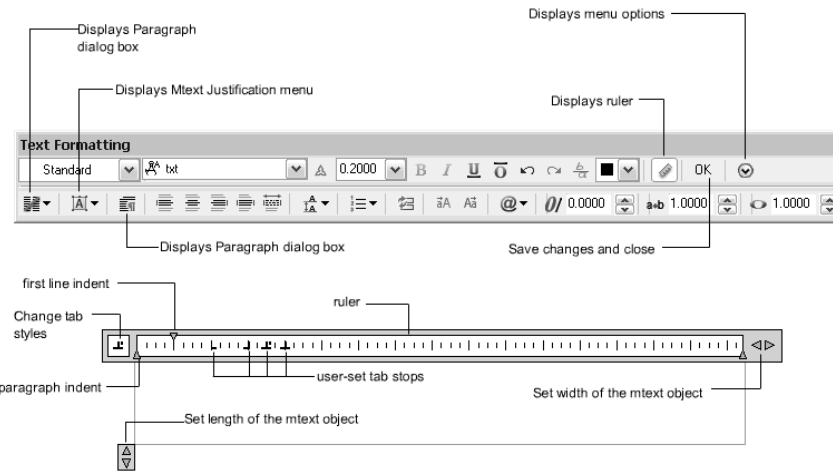 Displays menu options
Displays Paragraph
dialog box
Displays Mtext Justification menu
Displays ruler
Text Formatting
Standard txt 0.2000 B I U O OK
@ 0/ 0.0000 a•b 1.0000 1.0000
Displays Paragraph dialog box
Save changes and close
first line indent
ruler
Change tab
styles
paragraph indent
user-set tab stops
Set width of the mtext object
Set length of the mtext object